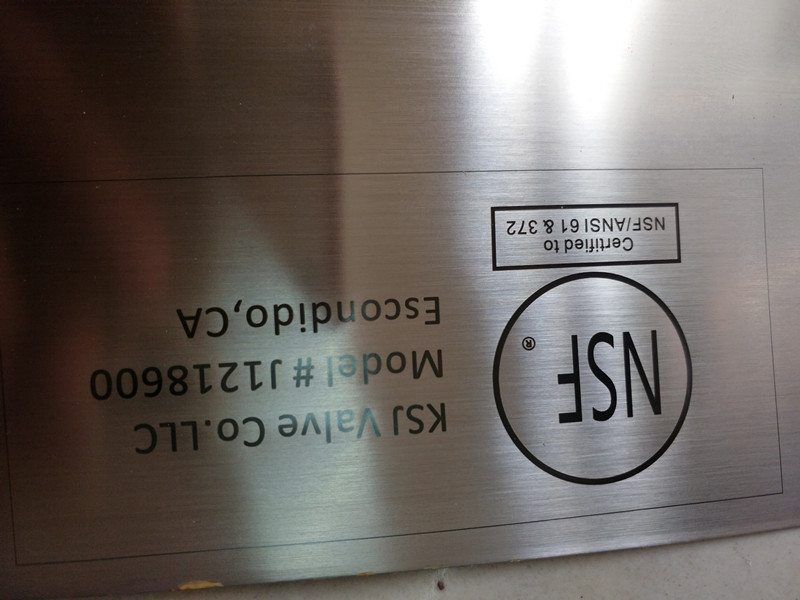 NSF ®
Certified to
NSF/ANSI 61 & 372
KSJ Valve Co.LLC
Model # J1218600
Escondido,CA